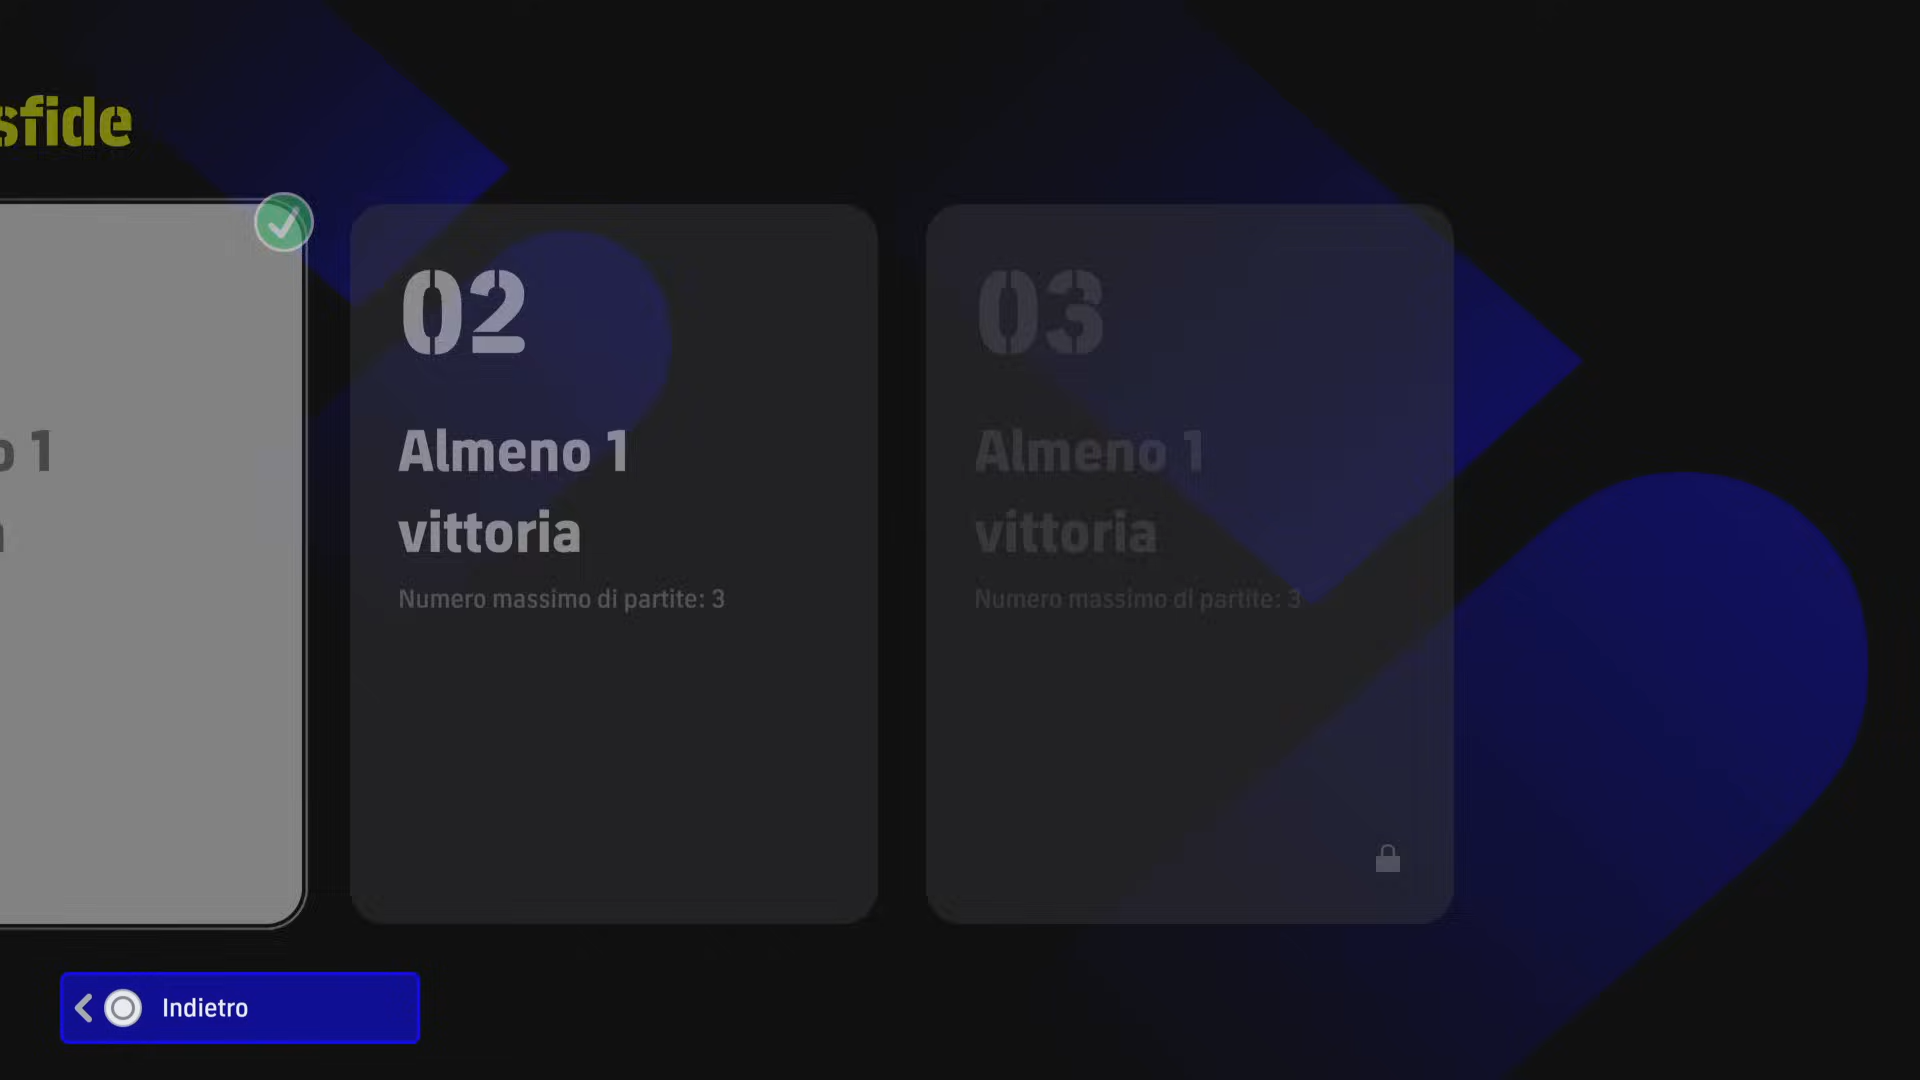 sfide
o 1
02
Almeno 1
vittoria
Numero massimo di partite: 3
03
Almeno 1
vittoria
Numero massimo di partite: 3
Indietro